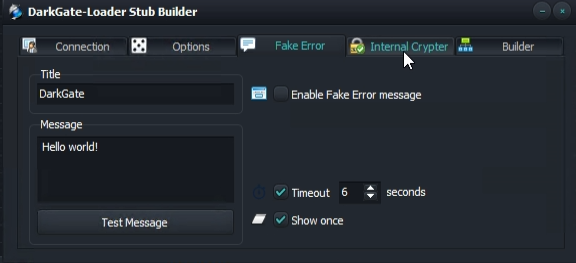 DarkGate-Loader Stub Builder
Connection
Options
Fake Error
Internal Crypter
Builder
Title
DarkGate
Enable Fake Error message
Message
Hello world!
Timeout 6 seconds
Test Message
Show once